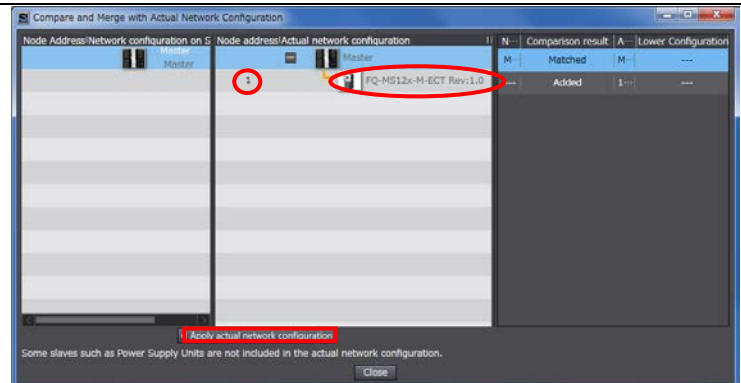 Compare and Merge with Actual Network Configuration
Node Address Network configuration on S Node address Actual network configuration N··· Comparison result A··· Lower Configuration
Master
Master
Master
M··· Matched M··· ---
1 FQ-MS12x-M-ECT Rev:1.0 --- Added 1··· ---
Apply actual network configuration
Some slaves such as Power Supply Units are not included in the actual network configuration.
Close